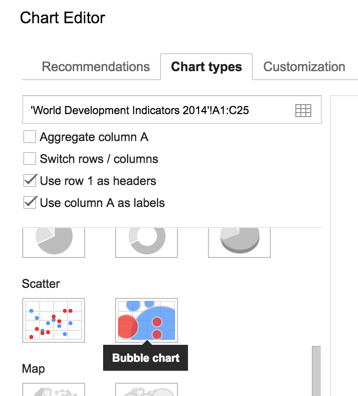 Chart Editor
Recommendations Chart types Customization
'World Development Indicators 2014'!A1:C25
Aggregate column A
Switch rows / columns
Use row 1 as headers
Use column A as labels
Scatter
Bubble chart
Map